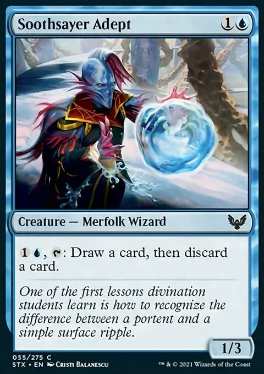 Soothsayer Adept 1
Creature — Merfolk Wizard
1, : Draw a card, then discard
a card.
One of the first lessons divination
students learn is how to recognize the
difference between a portent and a
simple surface ripple.
1/3
055/275 C
STX • EN CRISTI BALANESCU
™ & © 2021 Wizards of the Coast